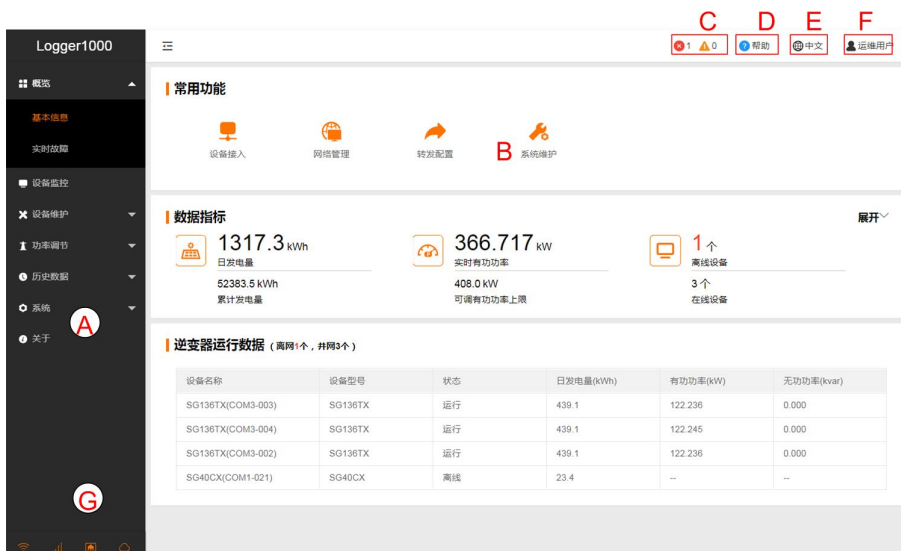 C D E F
Logger1000
1 0 帮助 中文 运维用户
概览
基本信息
实时故障
设备监控
设备维护
功率调节
历史数据
系统
A
关于
G
常用功能
设备接入 网络管理 转发配置 B 系统维护
数据指标 展开
1317.3 kWh 366.717 kW 1 个
日发电量 实时有功功率 离线设备
52383.5 kWh 408.0 kW 3 个
累计发电量 可调有功功率上限 在线设备
逆变器运行数据 ( 离网1个 , 并网3个 )
设备名称 设备型号 状态 日发电量(kWh) 有功功率(kW) 无功功率(kvar)
SG136TX(COM3-003) SG136TX 运行 439.1 122.236 0.000
SG136TX(COM3-004) SG136TX 运行 439.1 122.245 0.000
SG136TX(COM3-002) SG136TX 运行 439.1 122.236 0.000
SG40CX(COM1-021) SG40CX 离线 23.4 -- --